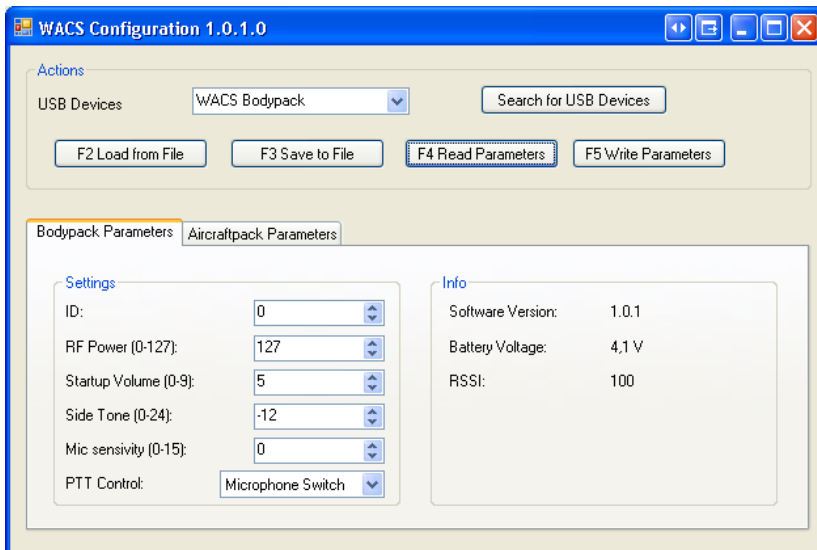 WACS Configuration 1.0.1.0
Actions
USB Devices WACS Bodypack Search for USB Devices
F2 Load from File F3 Save to File F4 Read Parameters F5 Write Parameters
Bodypack Parameters Aircraftpack Parameters
Settings Info
ID: 0 Software Version: 1.0.1
RF Power (0-127): 127 Battery Voltage: 4,1 V
Startup Volume (0-9): 5 RSSI: 100
Side Tone (0-24): -12
Mic sensivity (0-15): 0
PTT Control: Microphone Switch